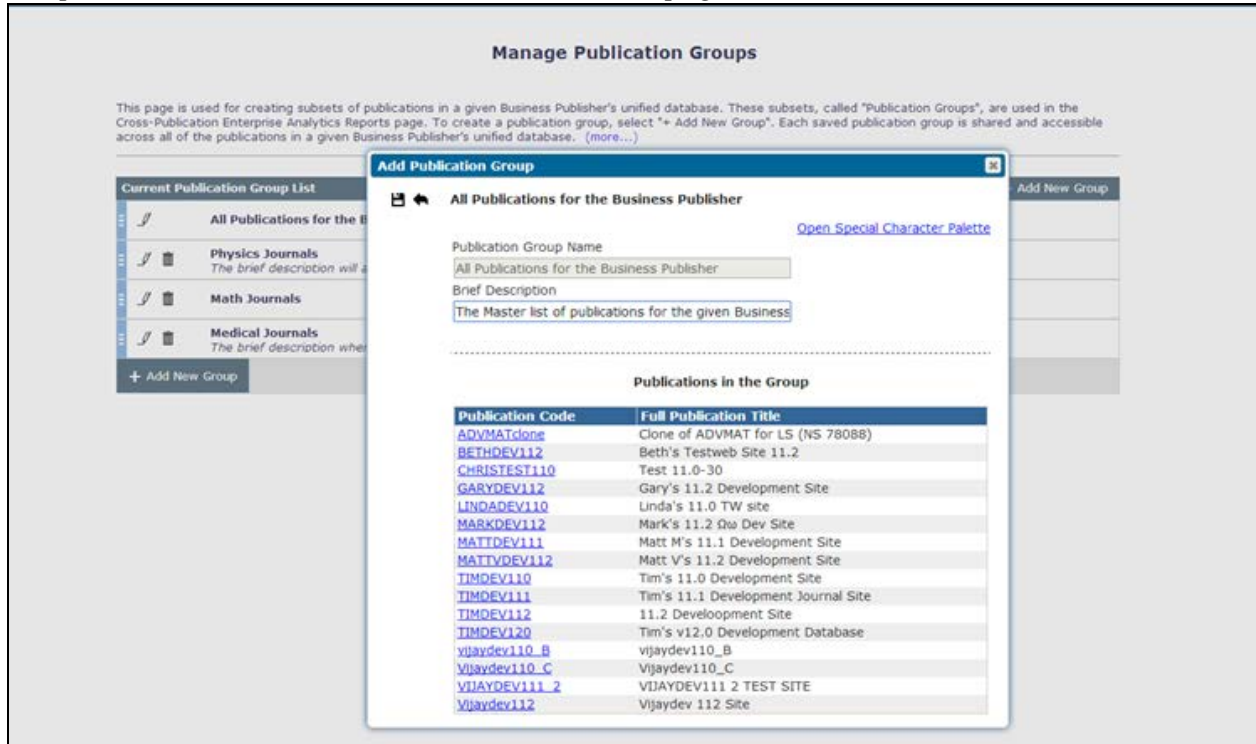 Manage Publication Groups
This page is used for creating subsets of publications in a given Business Publisher's unified database. These subsets, called "Publication Groups", are used in the
Cross-Publication Enterprise Analytics Reports page. To create a publication group, select "+ Add New Group". Each saved publication group is shared and accessible
across all of the publications in a given Business Publisher's unified database. (more...)
Add Publication Group
Current Publication Group List
Add New Group
All Publications for the Business Publisher
Open Special Character Palette
All Publications for the B
Publication Group Name
All Publications for the Business Publisher
Physics Journals
The brief description will a
Brief Description
The Master list of publications for the given Business
Math Journals
Medical Journals
The brief description wher
+ Add New Group
Publications in the Group
Publication Code Full Publication Title
ADVMATclone Clone of ADVMAT for LS (NS 78088)
BETHDEV112 Beth's Testweb Site 11.2
CHRISTEST110 Test 11.0-30
GARYDEV112 Gary's 11.2 Development Site
LINDADEV110 Linda's 11.0 TW site
MARKDEV112 Mark's 11.2 Ωω Dev Site
MATTDEV111 Matt M's 11.1 Development Site
MATTVDEV112 Matt V's 11.2 Development Site
TIMDEV110 Tim's 11.0 Development Site
TIMDEV111 Tim's 11.1 Development Journal Site
TIMDEV112 11.2 Develoopment Site
TIMDEV120 Tim's v12.0 Development Database
vijaydev110_B vijaydev110_B
Vijaydev110_C Vijaydev110_C
VIJAYDEV111_2 VIJAYDEV111 2 TEST SITE
Vijaydev112 Vijaydev 112 Site